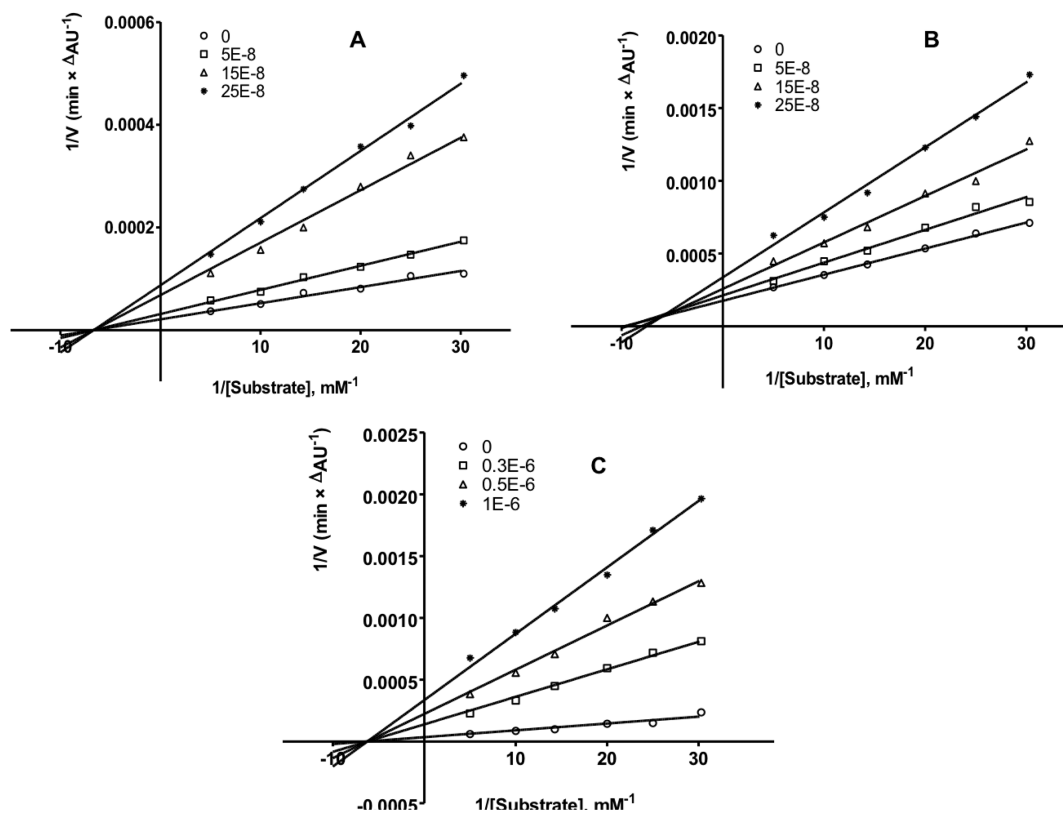 A
0.0006
0.0004
0.0002
1/V (min × ΔAU⁻¹)
0
5E-8
15E-8
25E-8
-10
10
20
30
1/[Substrate], mM⁻¹
B
0.0020
0.0015
0.0010
0.0005
1/V (min × ΔAU⁻¹)
0
5E-8
15E-8
25E-8
-10
10
20
30
1/[Substrate], mM⁻¹
C
0.0025
0.0020
0.0015
0.0010
0.0005
-0.0005
1/V (min × ΔAU⁻¹)
0
0.3E-6
0.5E-6
1E-6
-10
10
20
30
1/[Substrate], mM⁻¹